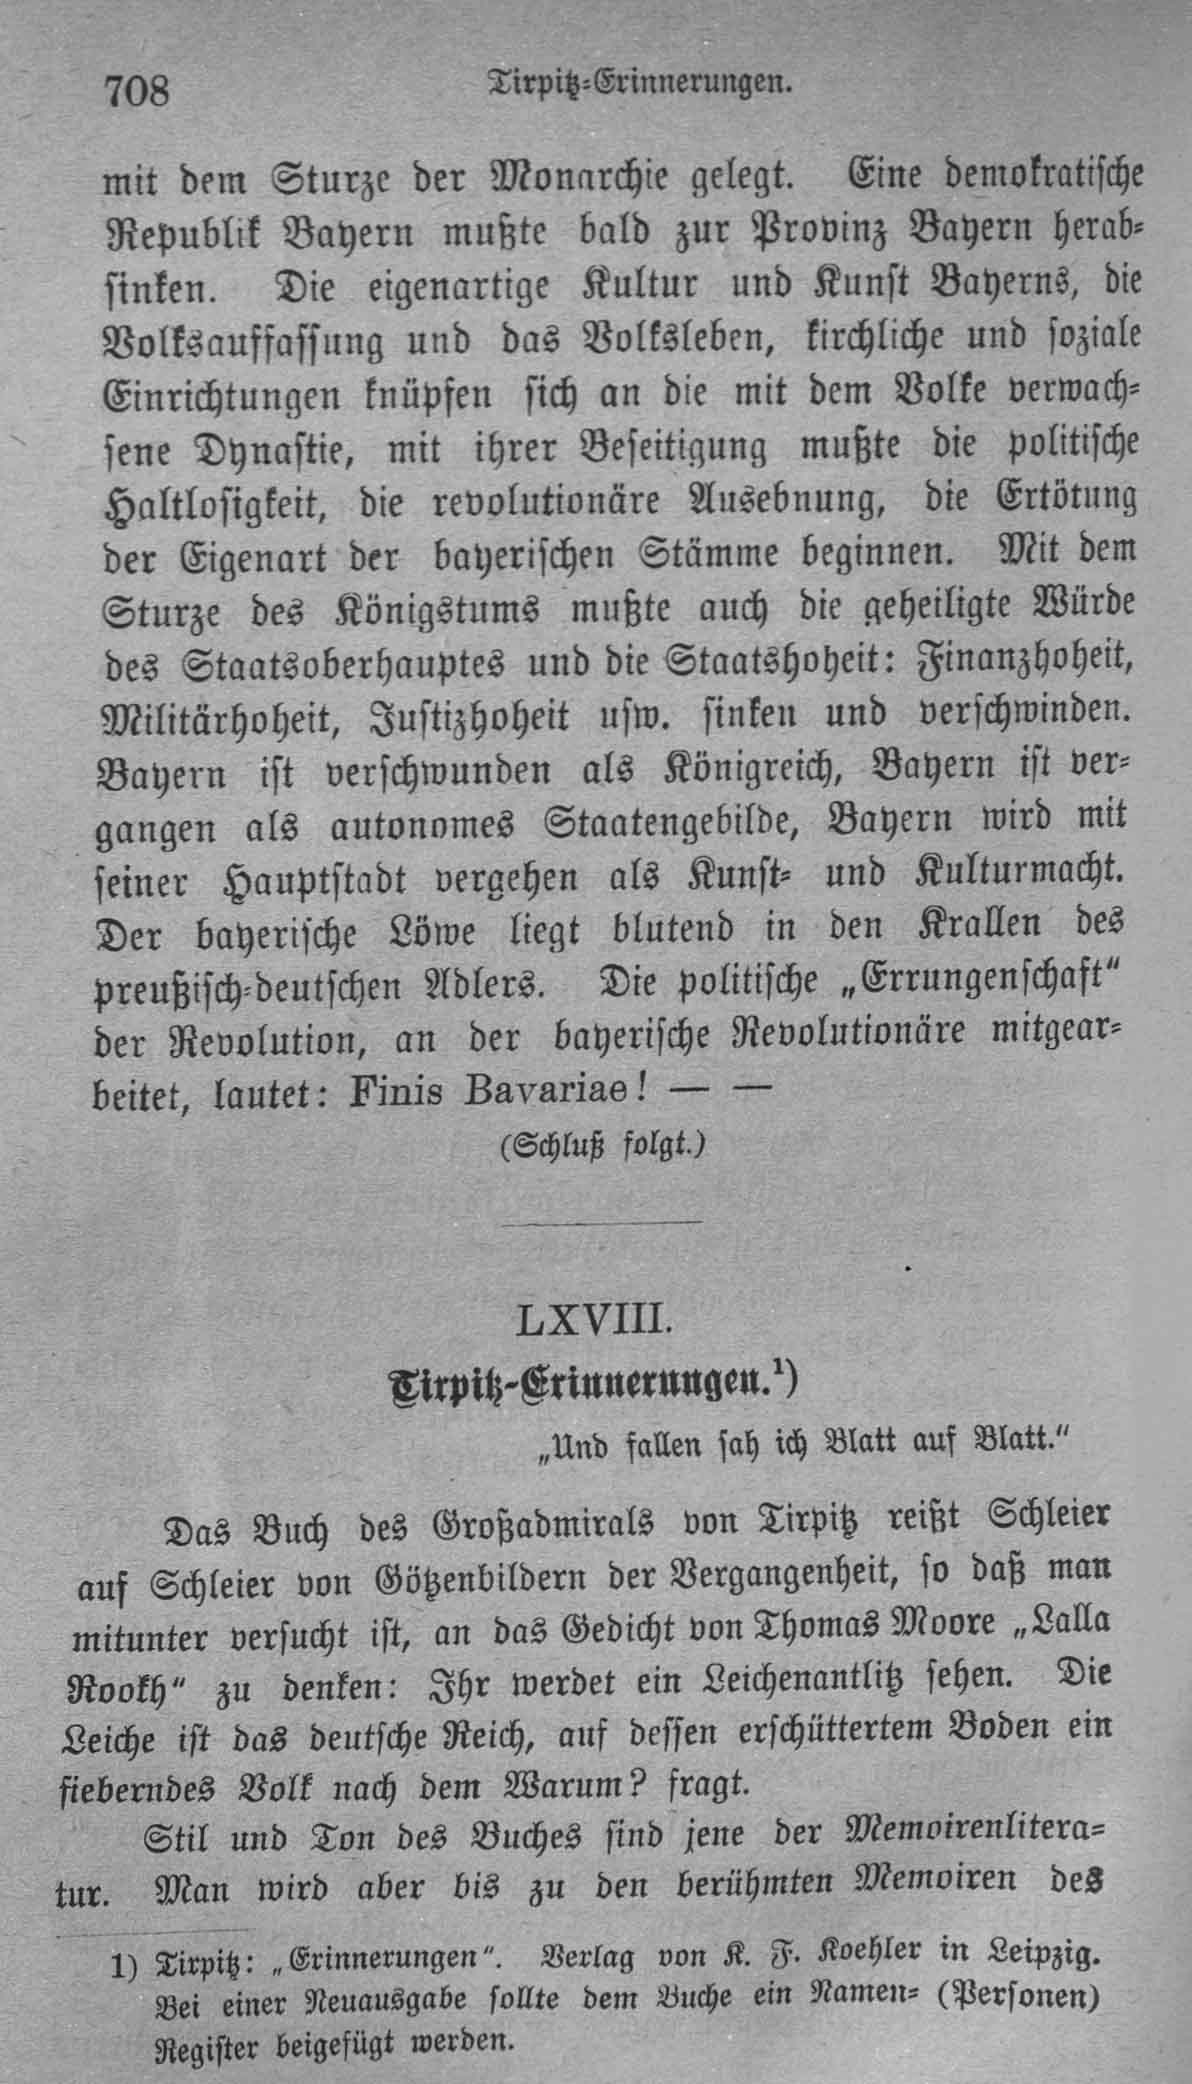 708
Tirpitz-Erinnerungen.
mit dem Sturze der Monarchie gelegt. Eine demokratische
Republik Bayern mußte bald zur Provinz Bayern herab-
sinken. Die eigenartige Kultur und Kunst Bayerns, die
Volksauffassung und das Volksleben, kirchliche und soziale
Einrichtungen knüpfen sich an die mit dem Volke verwach-
sene Dynastie, mit ihrer Beseitigung mußte die politische
Haltlosigkeit, die revolutionäre Ausebnung, die Ertötung
der Eigenart der bayerischen Stämme beginnen. Mit dem
Sturze des Königstums mußte auch die geheiligte Würde
des Staatsoberhauptes und die Staatshoheit: Finanzhoheit,
Militärhoheit, Justizhoheit usw. sinken und verschwinden.
Bayern ist verschwunden als Königreich, Bayern ist ver-
gangen als autonomes Staatengebilde, Bayern wird mit
seiner Hauptstadt vergehen als Kunst- und Kulturmacht.
Der bayerische Löwe liegt blutend in den Krallen des
preußisch-deutschen Adlers. Die politische „Errungenschaft“
der Revolution, an der bayerische Revolutionäre mitgear-
beitet, lautet: Finis Bavariae! — —
(Schluß folgt.)
LXVIII.
Tirpitz-Erinnerungen.¹)
„Und fallen sah ich Blatt auf Blatt.“
Das Buch des Großadmirals von Tirpitz reißt Schleier
auf Schleier von Götzenbildern der Vergangenheit, so daß man
mitunter versucht ist, an das Gedicht von Thomas Moore „Lalla
Rookh“ zu denken: Ihr werdet ein Leichenantlitz sehen. Die
Leiche ist das deutsche Reich, auf dessen erschüttertem Boden ein
fieberndes Volk nach dem Warum? fragt.
Stil und Ton des Buches sind jene der Memoirenlitera-
tur. Man wird aber bis zu den berühmten Memoiren des
1) Tirpitz: „Erinnerungen“. Verlag von K. F. Koehler in Leipzig.
Bei einer Neuausgabe sollte dem Buche ein Namen- (Personen)
Register beigefügt werden.